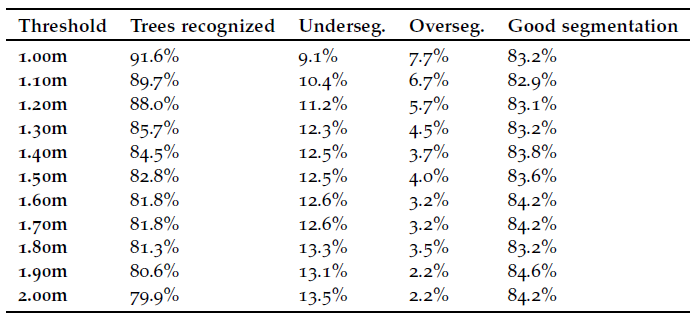 Threshold Trees recognized Underseg. Overseg. Good segmentation
1.00m 91.6% 9.1% 7.7% 83.2%
1.10m 89.7% 10.4% 6.7% 82.9%
1.20m 88.0% 11.2% 5.7% 83.1%
1.30m 85.7% 12.3% 4.5% 83.2%
1.40m 84.5% 12.5% 3.7% 83.8%
1.50m 82.8% 12.5% 4.0% 83.6%
1.60m 81.8% 12.6% 3.2% 84.2%
1.70m 81.8% 12.6% 3.2% 84.2%
1.80m 81.3% 13.3% 3.5% 83.2%
1.90m 80.6% 13.1% 2.2% 84.6%
2.00m 79.9% 13.5% 2.2% 84.2%